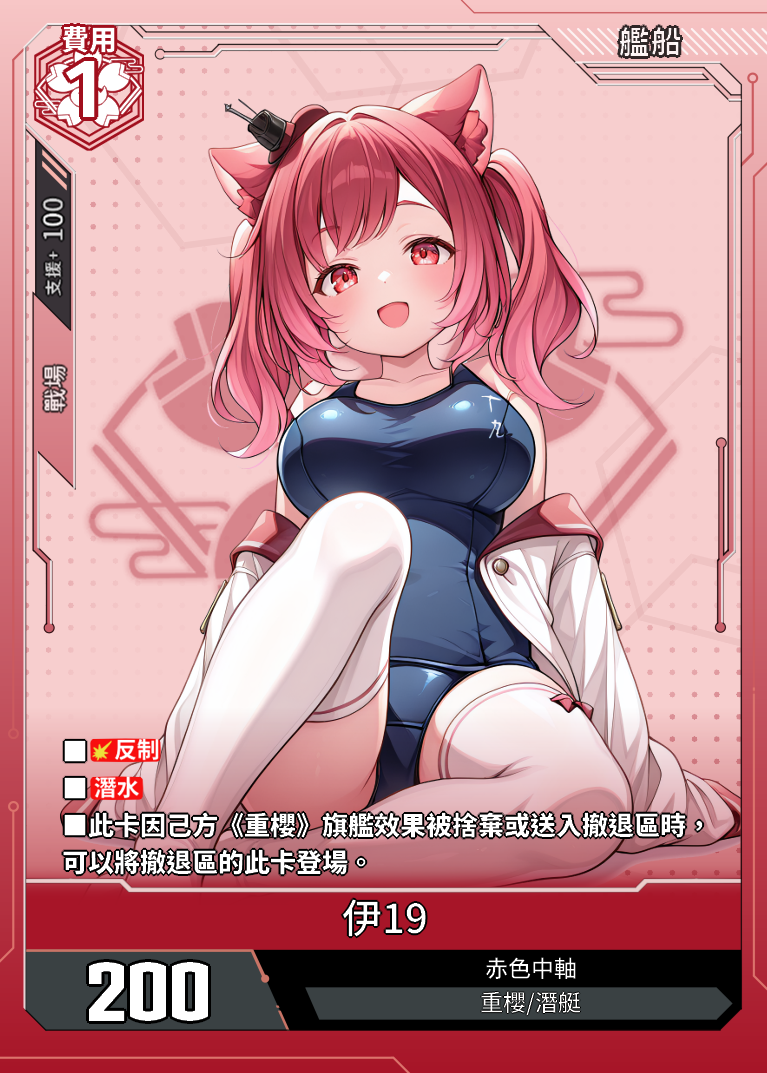 費用
1
艦船
支援+ 100
戰場
十九
反制
潛水
■此卡因己方《重櫻》旗艦效果被捨棄或送入撤退區時，
可以將撤退區的此卡登場。
伊19
200
赤色中軸
重櫻/潛艇